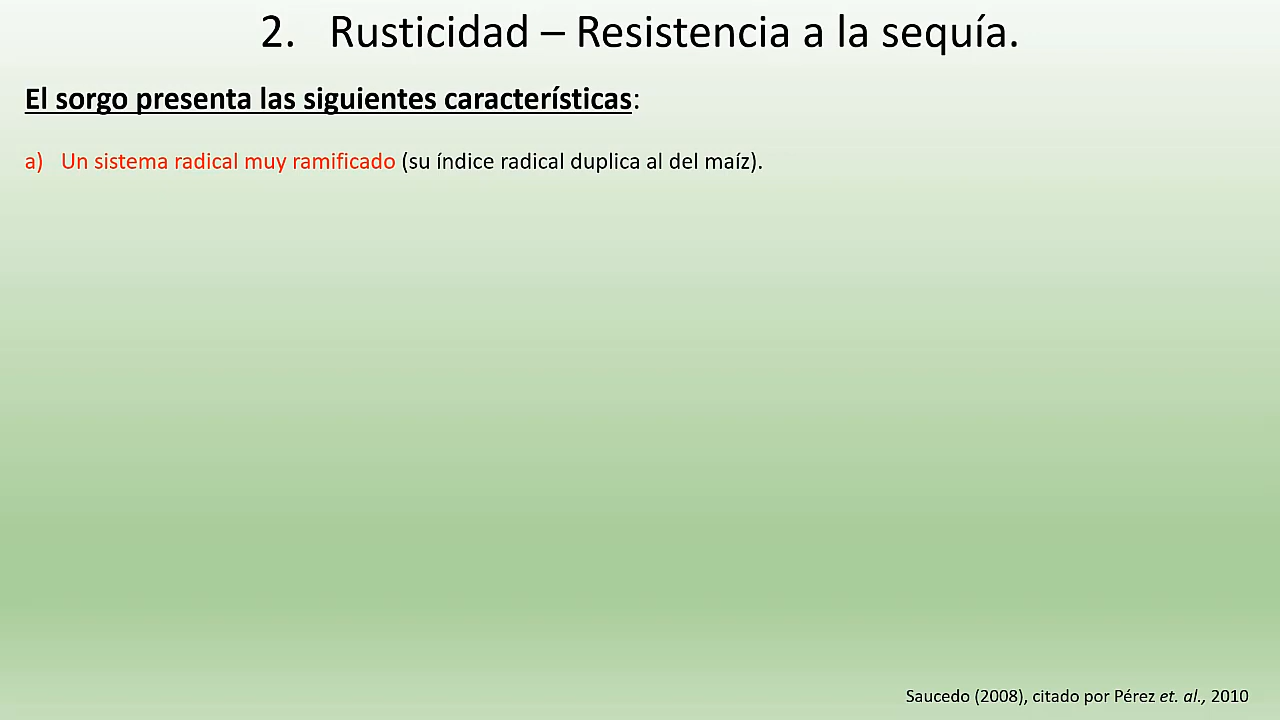 2. Rusticidad – Resistencia a la sequía.
El sorgo presenta las siguientes características:
a) Un sistema radical muy ramificado (su índice radical duplica al del maíz).
Saucedo (2008), citado por Pérez et. al., 2010